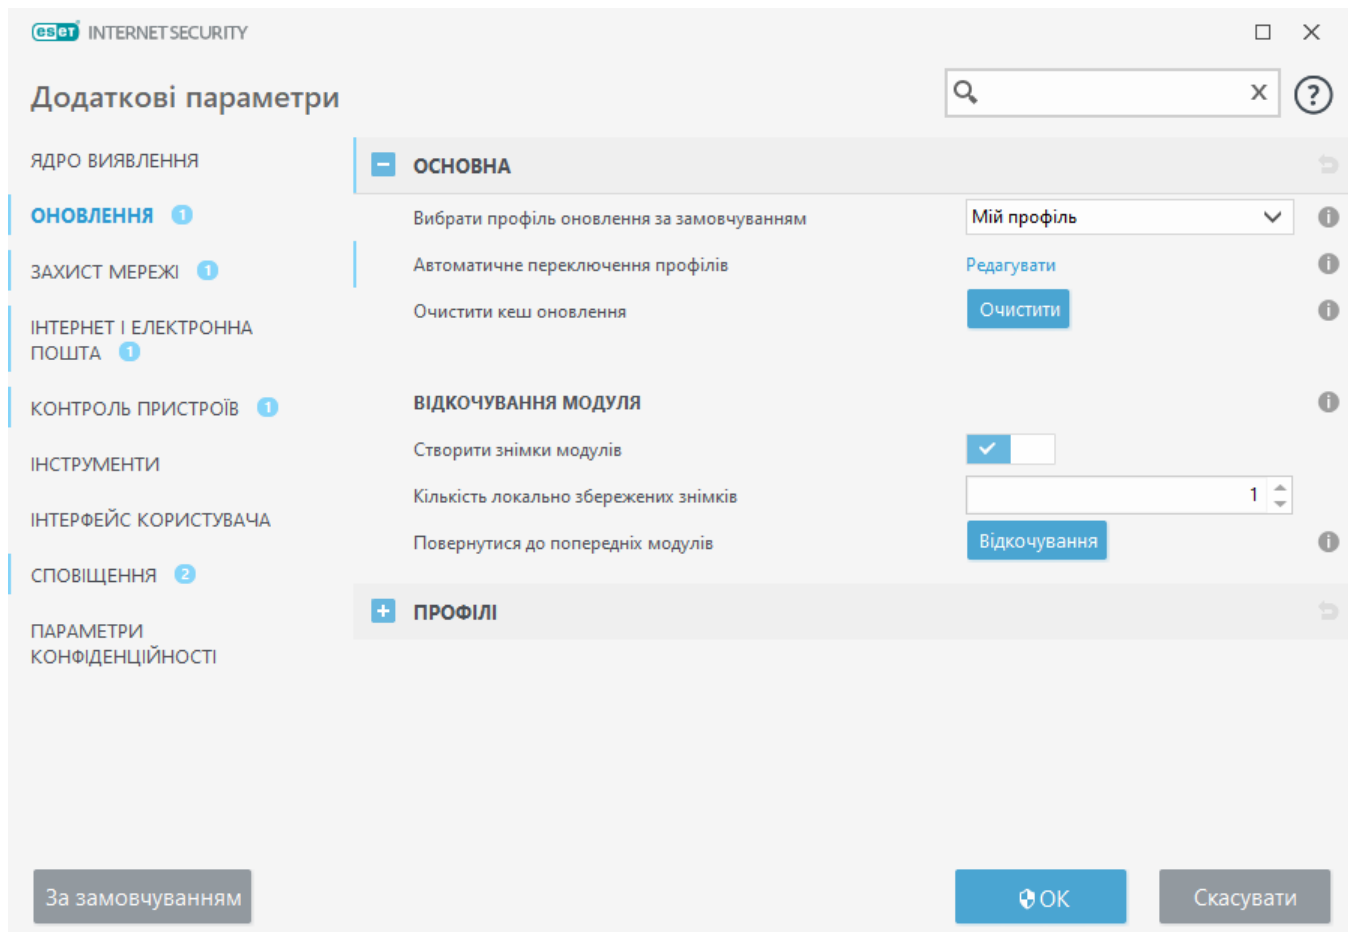 eset INTERNET SECURITY
Додаткові параметри
x
?
ЯДРО ВИЯВЛЕННЯ
ОНОВЛЕННЯ 1
ЗАХИСТ МЕРЕЖІ 1
ІНТЕРНЕТ І ЕЛЕКТРОННА
ПОШТА 1
КОНТРОЛЬ ПРИСТРОЇВ 1
ІНСТРУМЕНТИ
ІНТЕРФЕЙС КОРИСТУВАЧА
СПОВІЩЕННЯ 2
ПАРАМЕТРИ
КОНФІДЕНЦІЙНОСТІ
ОСНОВНА
Вибрати профіль оновлення за замовчуванням Мій профіль
Автоматичне переключення профілів Редагувати
Очистити кеш оновлення Очистити
ВІДКОЧУВАННЯ МОДУЛЯ
Створити знімки модулів
Кількість локально збережених знімків 1
Повернутися до попередніх модулів Відкочування
ПРОФІЛІ
За замовчуванням OK Скасувати